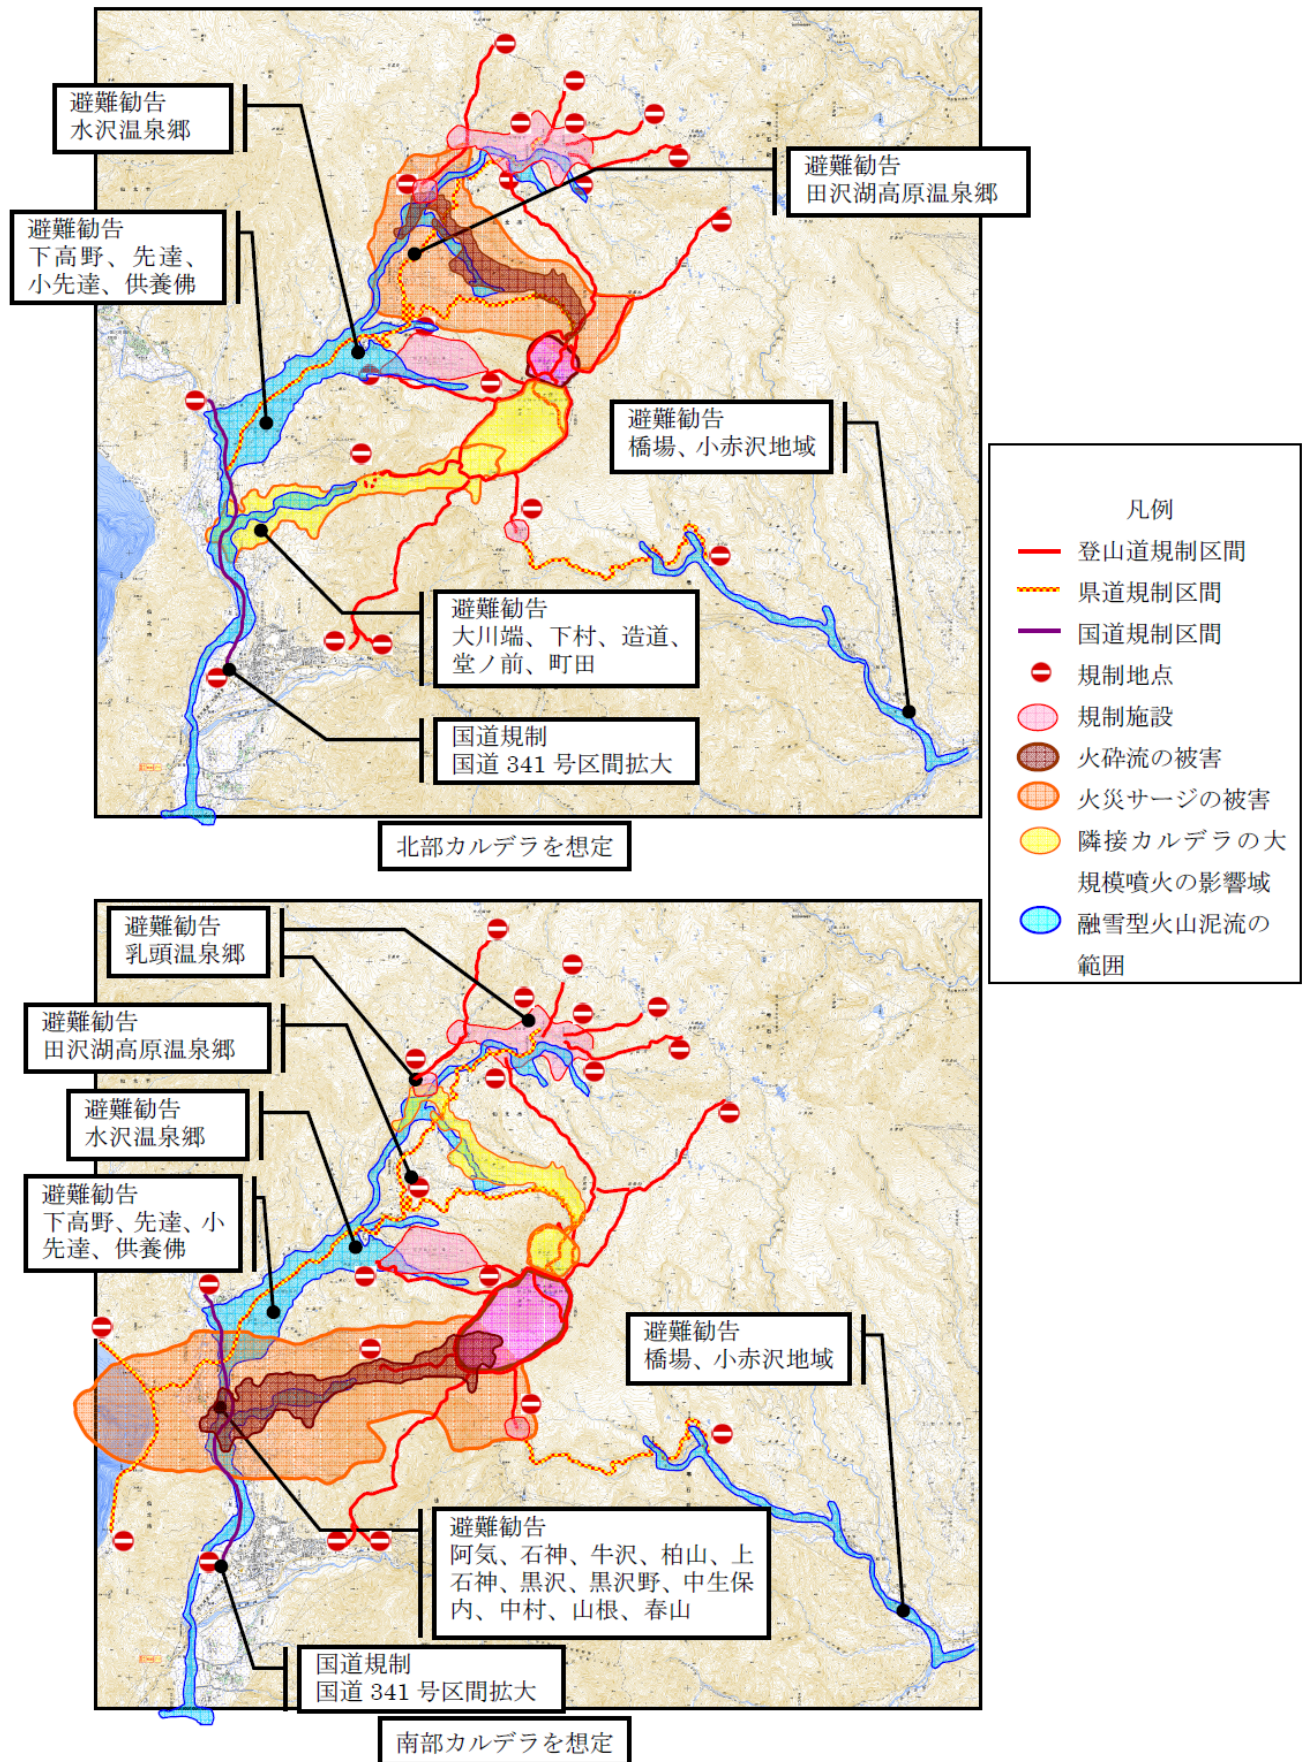 避難勧告
水沢温泉郷
避難勧告
田沢湖高原温泉郷
避難勧告
下高野、先達、
小先達、供養佛
避難勧告
橋場、小赤沢地域
避難勧告
大川端、下村、造道、
堂ノ前、町田
国道規制
国道 341 号区間拡大
北部カルデラを想定
凡例
登山道規制区間
県道規制区間
国道規制区間
規制地点
規制施設
火砕流の被害
火災サージの被害
隣接カルデラの大
規模噴火の影響域
融雪型火山泥流の
範囲
避難勧告
乳頭温泉郷
避難勧告
田沢湖高原温泉郷
避難勧告
水沢温泉郷
避難勧告
下高野、先達、小
先達、供養佛
避難勧告
橋場、小赤沢地域
避難勧告
阿気、石神、牛沢、柏山、上
石神、黒沢、黒沢野、中生保
内、中村、山根、春山
国道規制
国道 341 号区間拡大
南部カルデラを想定